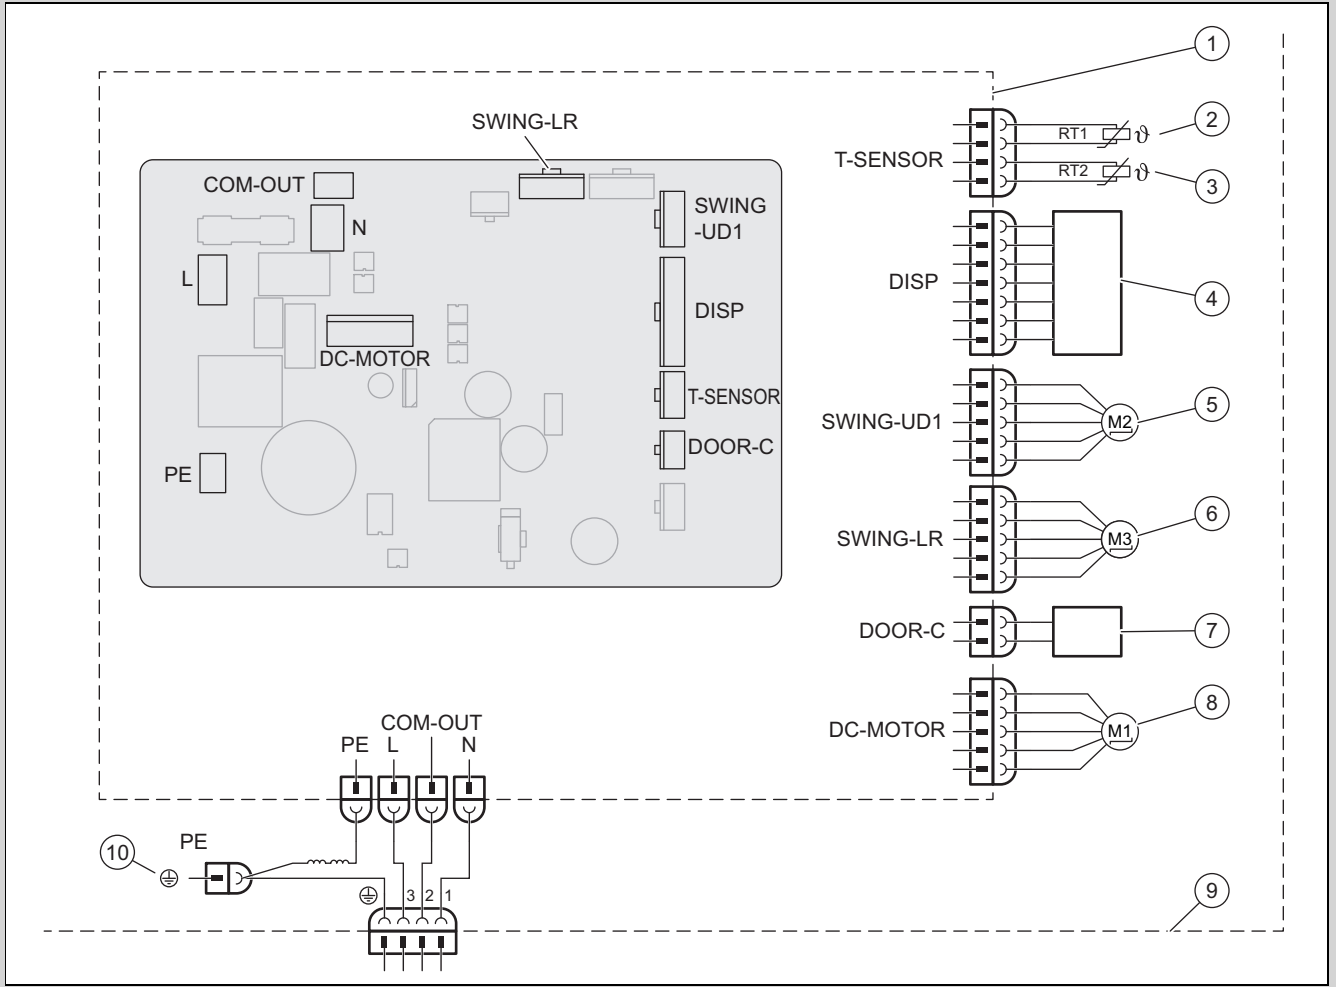 1
SWING-LR
2
RT1 ϑ
T-SENSOR
RT2 ϑ
3
COM-OUT
SWING
-UD1
N
L
DISP
4
DISP
DC-MOTOR
T-SENSOR
5
SWING-UD1
M2
DOOR-C
PE
6
SWING-LR
M3
DOOR-C
7
8
DC-MOTOR
M1
COM-OUT
PE L N
PE
10
3 2 1
9